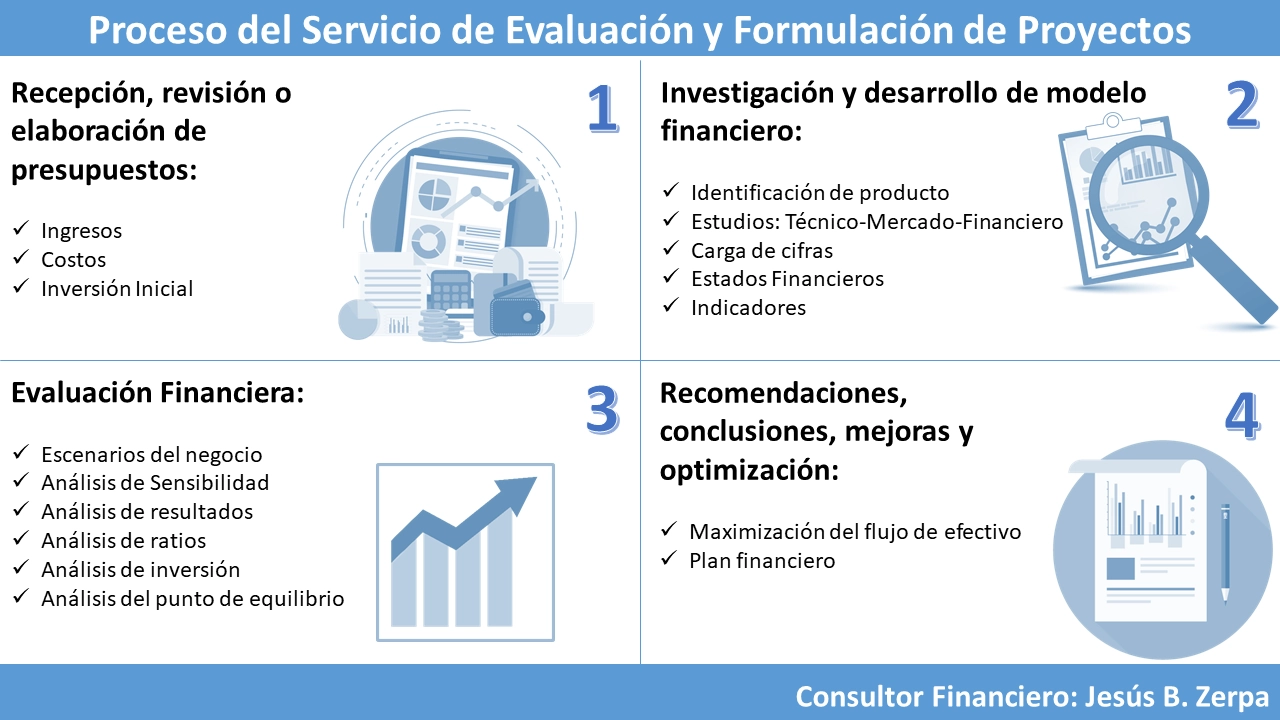 Proceso del Servicio de Evaluación y Formulación de Proyectos
Recepción, revisión o
elaboración de
presupuestos:
1
✓ Ingresos
✓ Costos
✓ Inversión Inicial
Investigación y desarrollo de modelo
financiero:
2
✓ Identificación de producto
✓ Estudios: Técnico-Mercado-Financiero
✓ Carga de cifras
✓ Estados Financieros
✓ Indicadores
Evaluación Financiera:
3
✓ Escenarios del negocio
✓ Análisis de Sensibilidad
✓ Análisis de resultados
✓ Análisis de ratios
✓ Análisis de inversión
✓ Análisis del punto de equilibrio
Recomendaciones,
conclusiones, mejoras y
optimización:
4
✓ Maximización del flujo de efectivo
✓ Plan financiero
Consultor Financiero: Jesús B. Zerpa